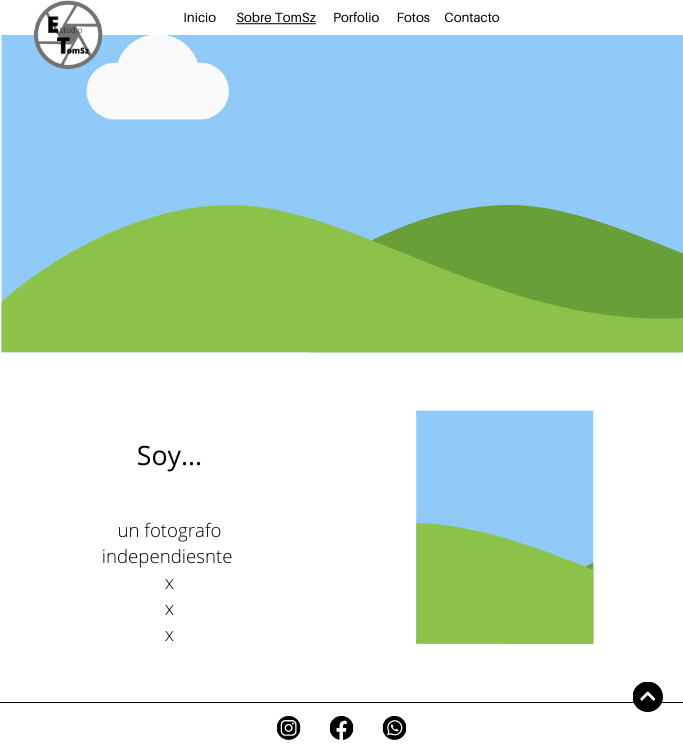 Estudio
TomSz
Inicio Sobre TomSz Porfolio Fotos Contacto
Soy...
un fotografo
independiesnte
x
x
x